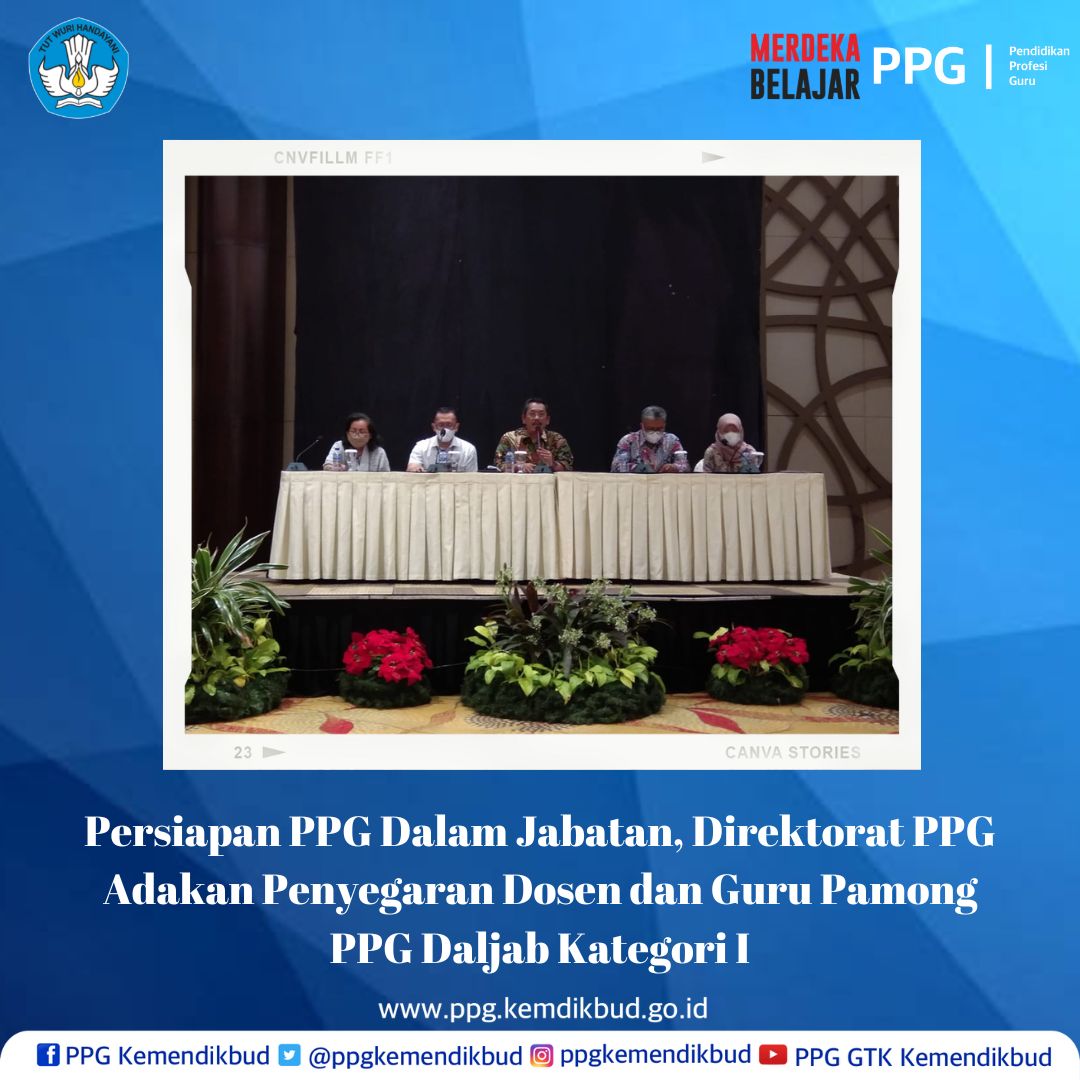 TUT WURI HANDAYANI
MERDEKA
BELAJAR
PPG
Pendidikan
Profesi
Guru
CNVFILLM FF1
23
CANVA STORIES
Persiapan PPG Dalam Jabatan, Direktorat PPG
Adakan Penyegaran Dosen dan Guru Pamong
PPG Daljab Kategori I
www.ppg.kemdikbud.go.id
PPG Kemendikbud @ppgkemendikbud ppgkemendikbud PPG GTK Kemendikbud